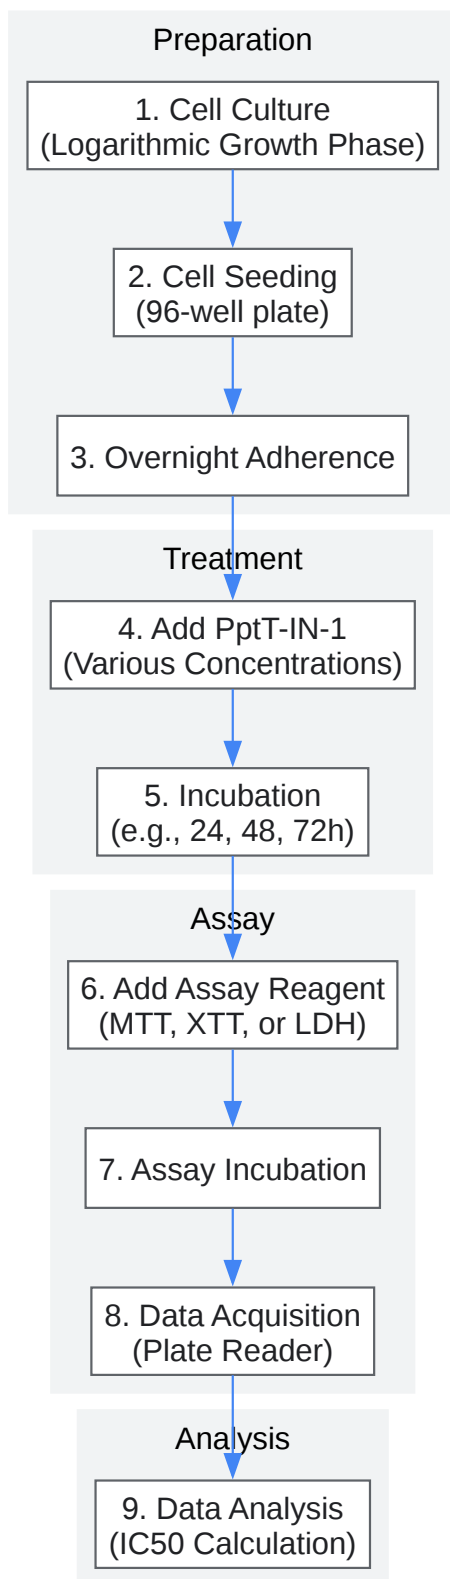 Preparation
1. Cell Culture
(Logarithmic Growth Phase)
2. Cell Seeding
(96-well plate)
3. Overnight Adherence
Treatment
4. Add PptT-IN-1
(Various Concentrations)
5. Incubation
(e.g., 24, 48, 72h)
Assay
6. Add Assay Reagent
(MTT, XTT, or LDH)
7. Assay Incubation
8. Data Acquisition
(Plate Reader)
Analysis
9. Data Analysis
(IC50 Calculation)